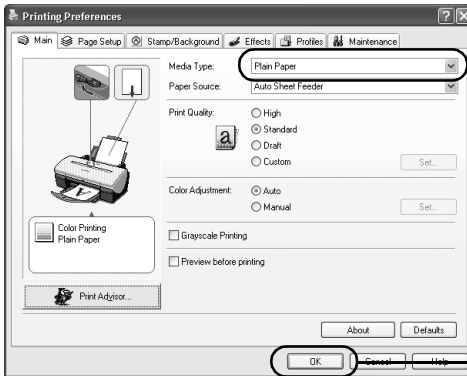 Printing Preferences
Main Page Setup Stamp/Background Effects Profiles Maintenance
Media Type: Plain Paper
Paper Source: Auto Sheet Feeder
Print Quality: High
Standard
Draft
Custom Set...
Color Adjustment: Auto
Manual Set...
Color Printing
Plain Paper
Grayscale Printing
Preview before printing
Print Advisor...
About Defaults
OK Cancel Help